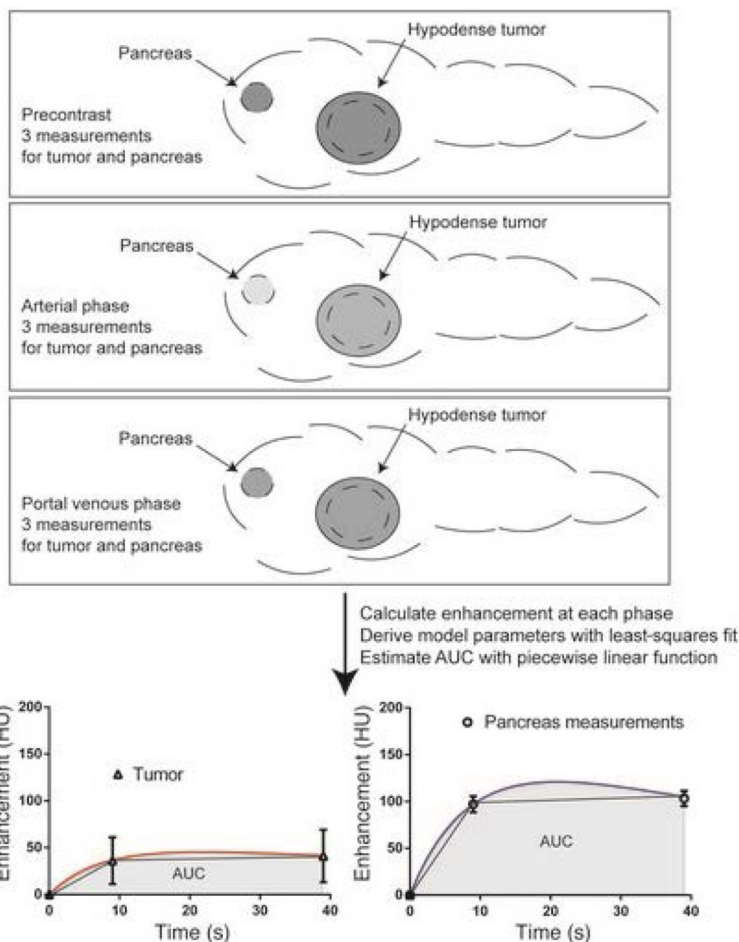 Hypodense tumor
Pancreas
Precontrast
3 measurements
for tumor and pancreas
Hypodense tumor
Pancreas
Arterial phase
3 measurements
for tumor and pancreas
Hypodense tumor
Pancreas
Portal venous phase
3 measurements
for tumor and pancreas
Calculate enhancement at each phase
Derive model parameters with least-squares fit
Estimate AUC with piecewise linear function
Enhancement (HU)
200
150
100
50
0
Tumor
AUC
0 10 20 30 40
Time (s)
Enhancement (HU)
200
150
100
50
0
Pancreas measurements
AUC
0 10 20 30 40
Time (s)